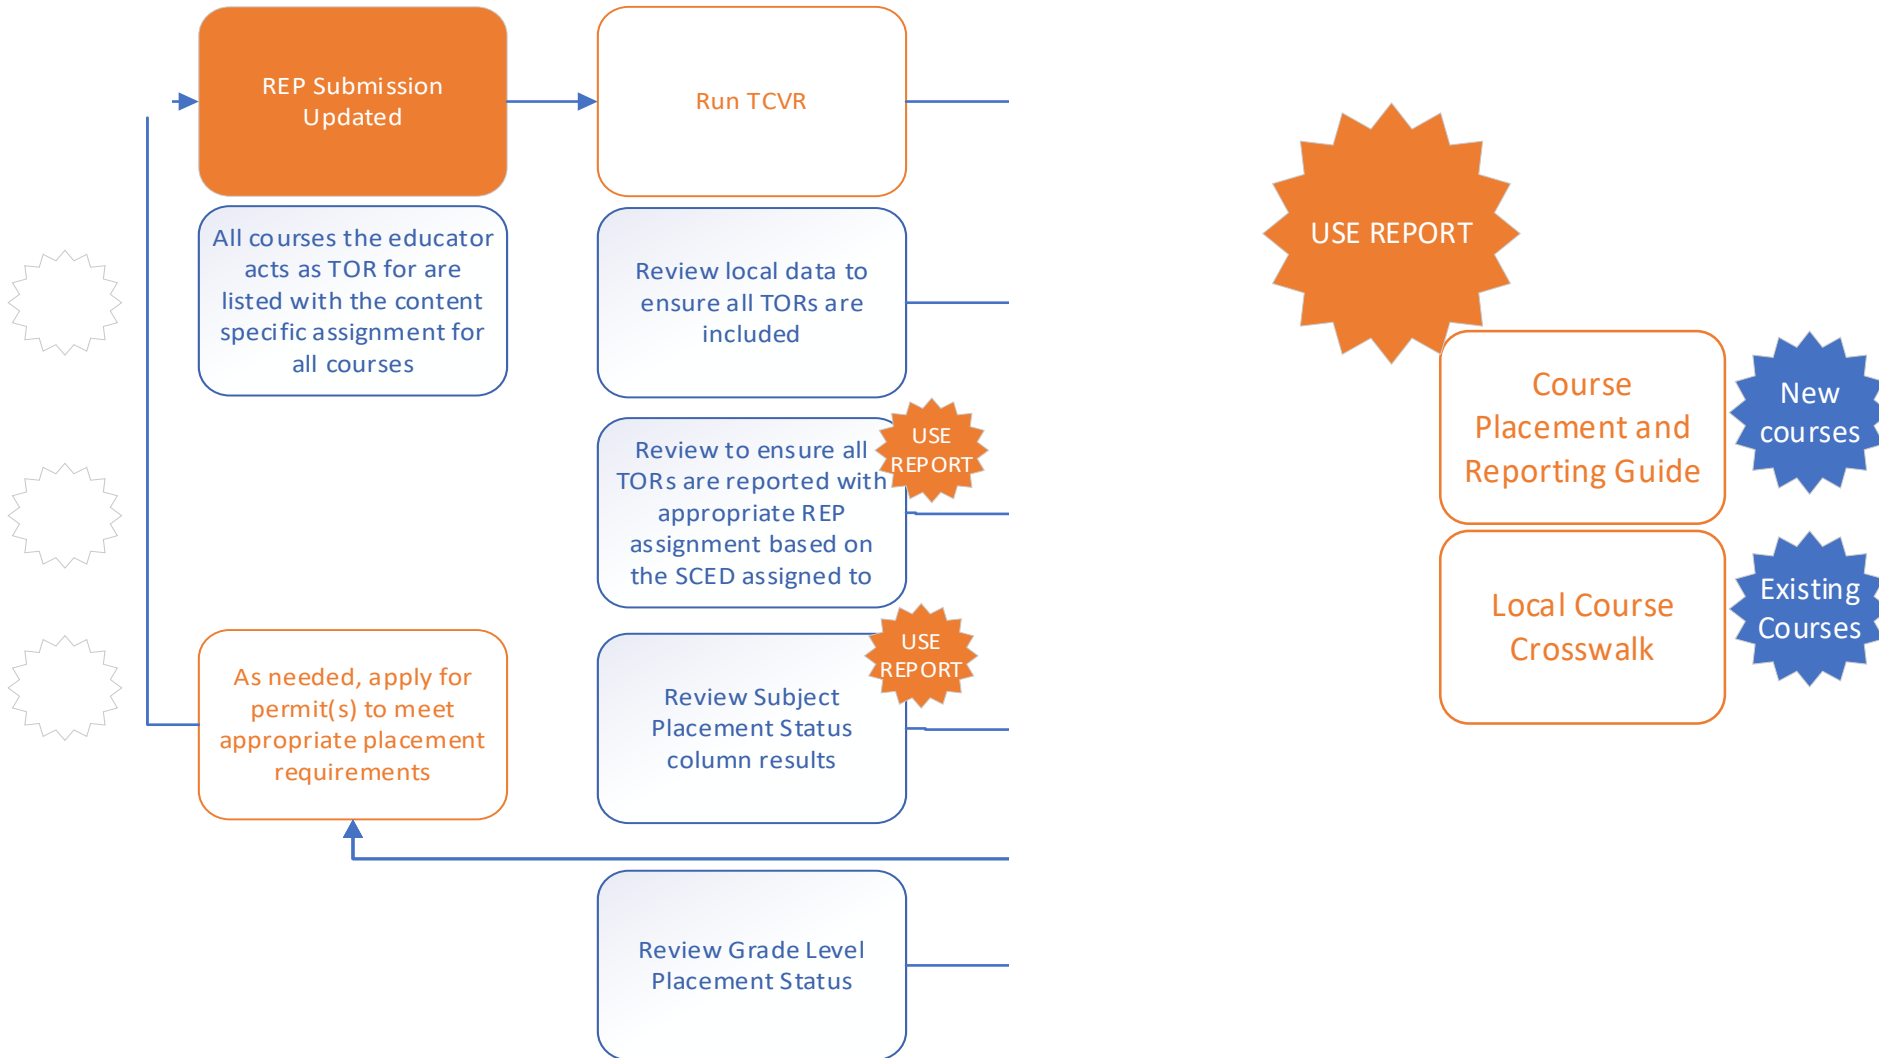 REP Submission
Updated
Run TCVR
All courses the educator
acts as TOR for are
listed with the content
specific assignment for
all courses
Review local data to
ensure all TORs are
included
Review to ensure all
TORs are reported with
appropriate REP
assignment based on
the SCED assigned to
USE
REPORT
As needed, apply for
permit(s) to meet
appropriate placement
requirements
Review Subject
Placement Status
column results
USE
REPORT
Review Grade Level
Placement Status
USE REPORT
Course
Placement and
Reporting Guide
New
courses
Local Course
Crosswalk
Existing
Courses